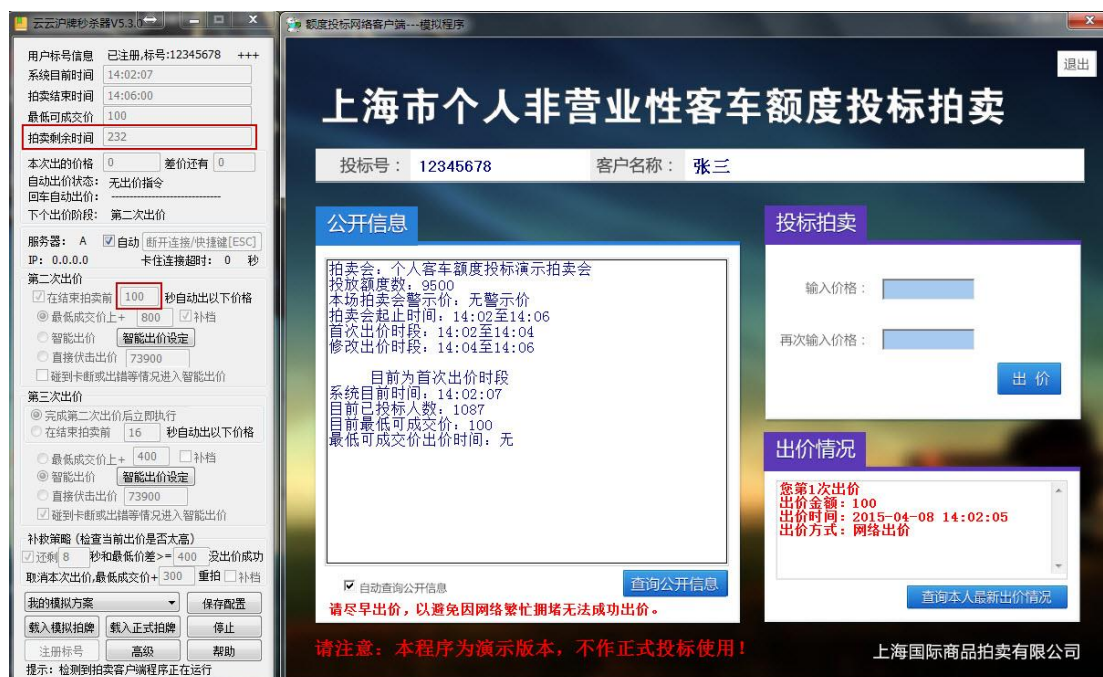 云云沪牌秒杀器V5.3.0
用户标号信息 已注册,标号:12345678 +++
系统目前时间 14:02:07
拍卖结束时间 14:06:00
最低可成交价 100
拍卖剩余时间 232
本次出的价格 0 差价还有 0
自动出价状态: 无出价指令
回车自动出价: ------------------------------
下个出价阶段: 第二次出价
服务器: A 自动 断开连接/快捷键[ESC]
IP: 0.0.0.0 卡住连接超时: 0 秒
第二次出价
在结束拍卖前 100 秒自动出以下价格
最低成交价上+ 800 补档
智能出价 智能出价设定
直接伏击出价 73900
碰到卡断或出错等情况进入智能出价
第三次出价
完成第二次出价后立即执行
在结束拍卖前 16 秒自动出以下价格
最低成交价上+ 400 补档
智能出价 智能出价设定
直接伏击出价 73900
碰到卡断或出错等情况进入智能出价
补救策略(检查当前出价是否太高)
还剩 8 秒和最低价差>= 400 没出价成功
取消本次出价,最低成交价+ 300 重拍 补档
我的模拟方案 保存配置
载入模拟拍牌 载入正式拍牌 停止
注册标号 高级 帮助
提示: 检测到拍卖客户端程序正在运行
额度投标网络客户端---模拟程序
退出
上海市个人非营业性客车额度投标拍卖
投标号: 12345678 客户名称: 张三
公开信息
拍卖会: 个人客车额度投标演示拍卖会
投放额度数: 9500
本场拍卖会警示价: 无警示价
拍卖会起止时间: 14:02至14:06
首次出价时段: 14:02至14:04
修改出价时段: 14:04至14:06
目前为首次出价时段
系统目前时间: 14:02:07
目前已投标人数: 1087
目前最低可成交价: 100
最低可成交价出价时间: 无
自动查询公开信息 查询公开信息
请尽早出价,以避免因网络繁忙拥堵无法成功出价。
投标拍卖
输入价格:
再次输入价格:
出 价
出价情况
您第1次出价
出价金额: 100
出价时间: 2015-04-08 14:02:05
出价方式: 网络出价
查询本人最新出价情况
请注意: 本程序为演示版本, 不作正式投标使用!
上海国际商品拍卖有限公司